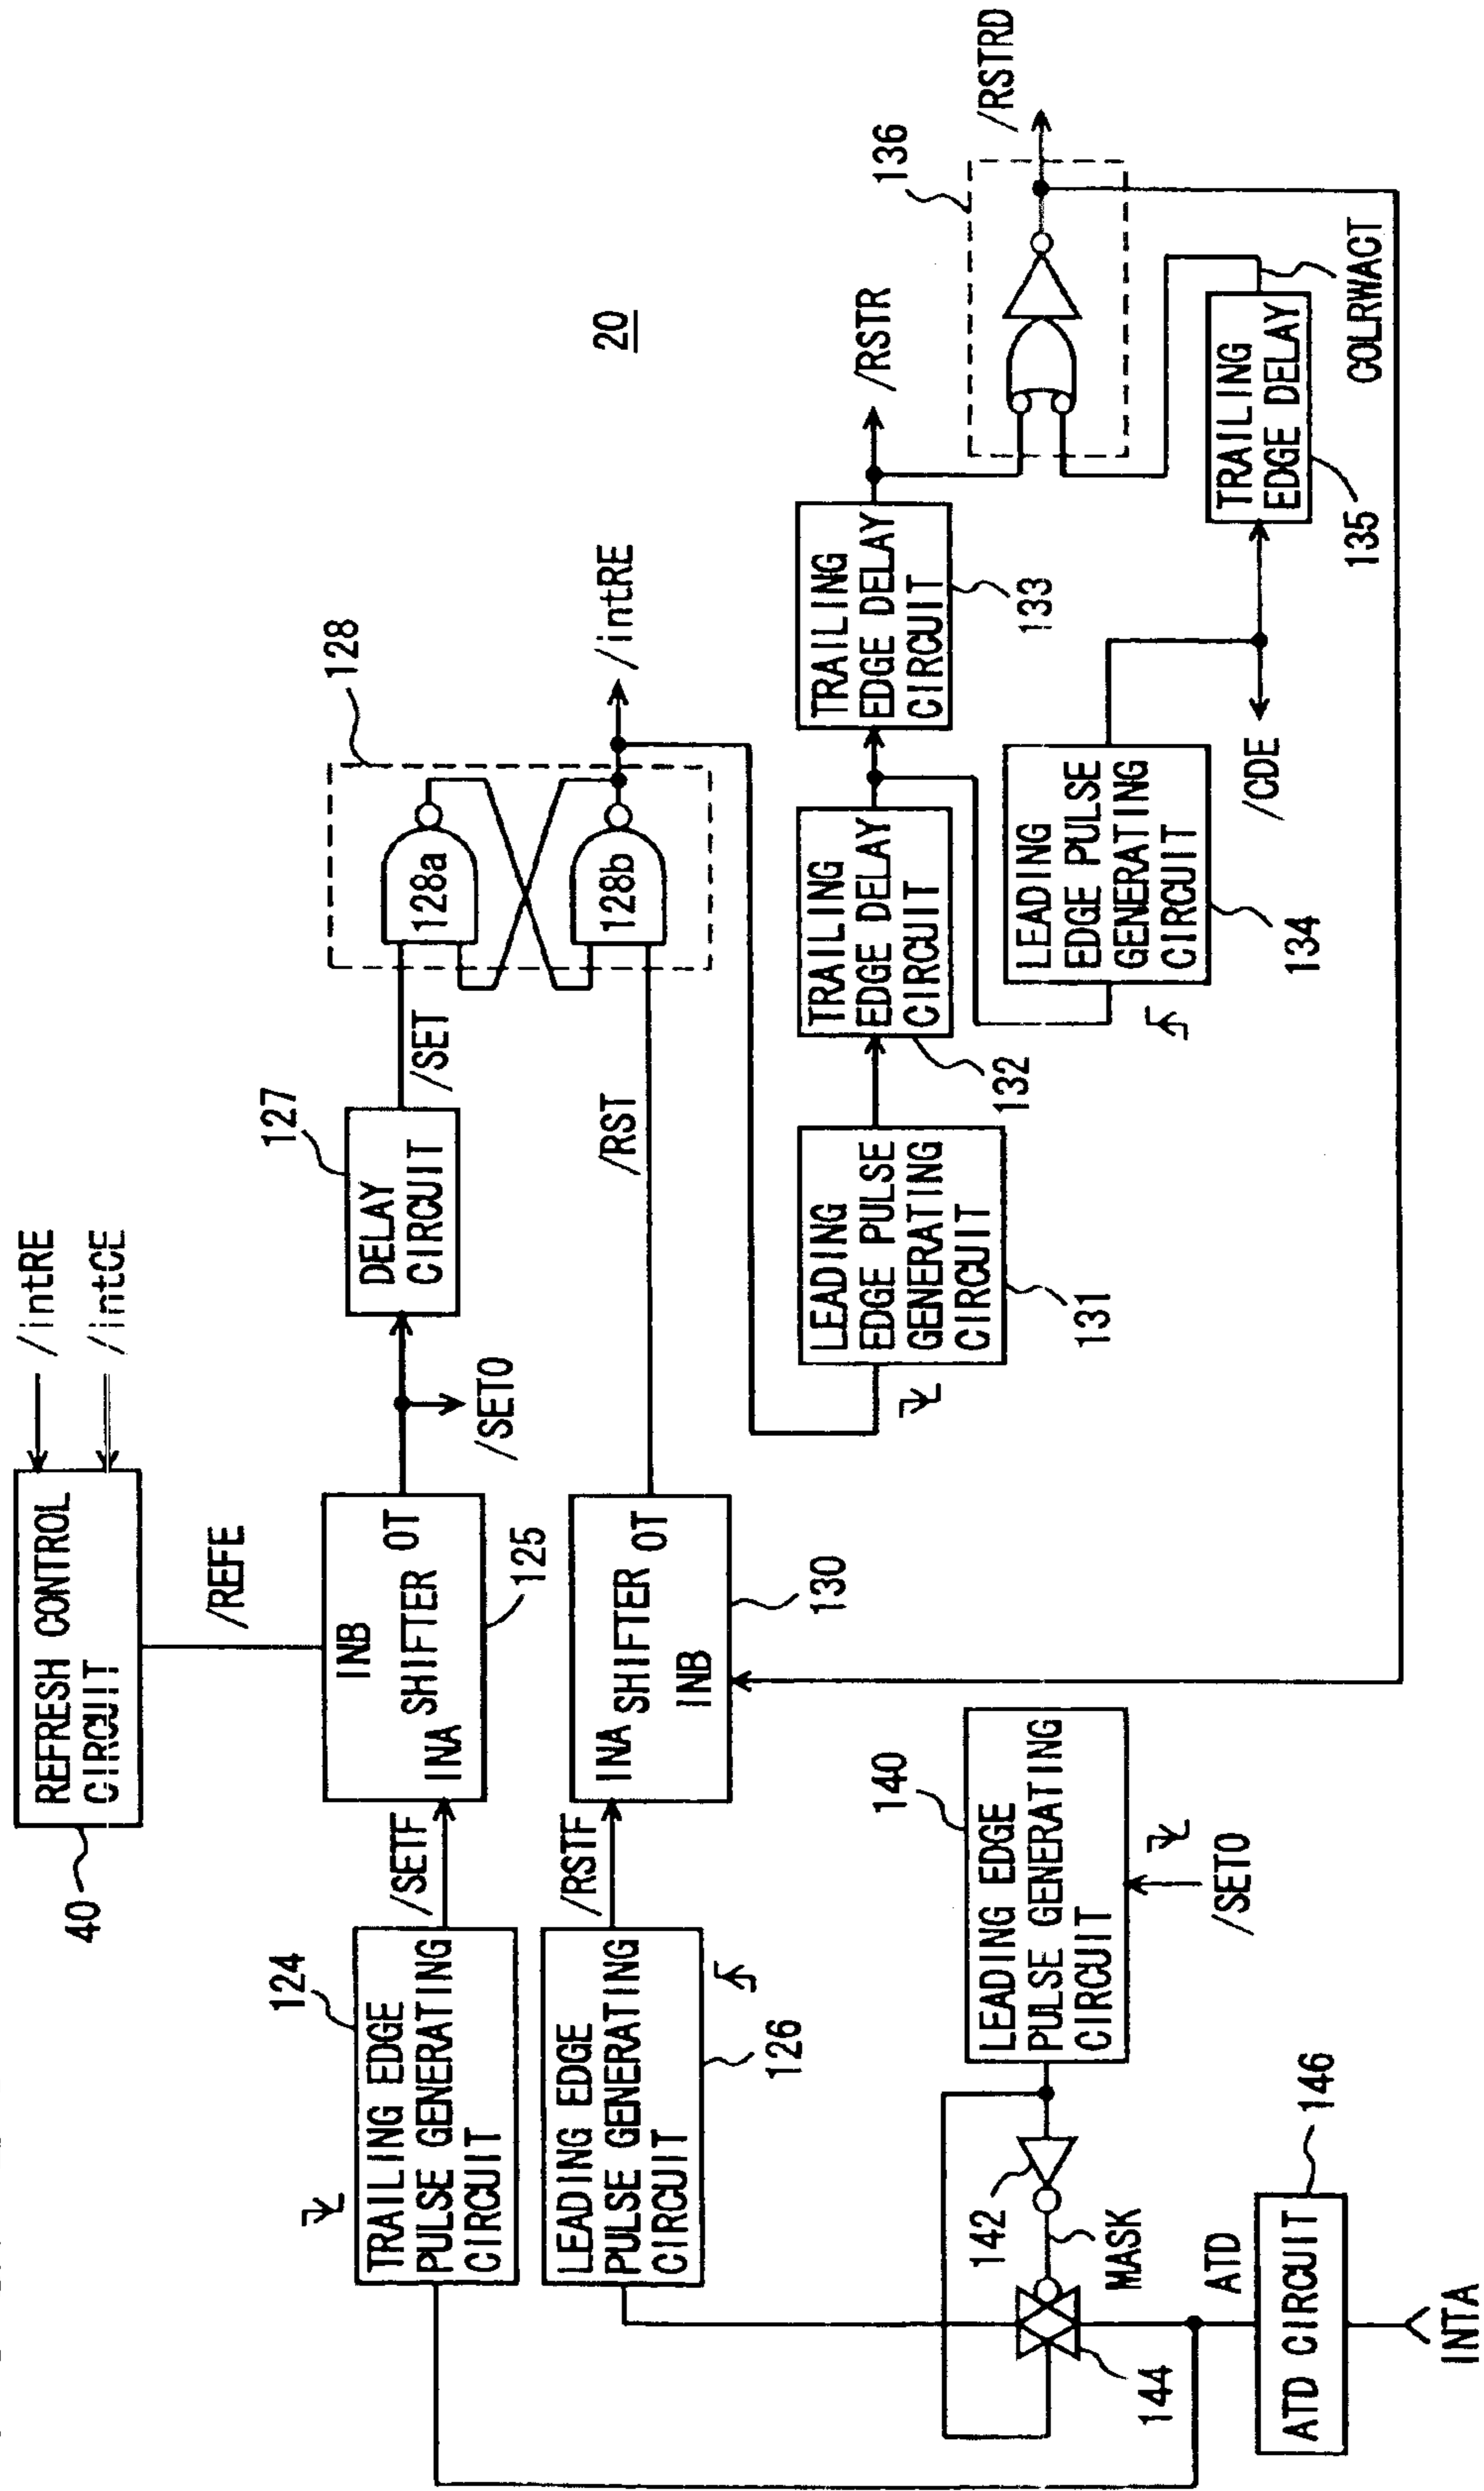 REFRESH CONTROL
CIRCUIT
40
/intRE
/intCE
/REFE
124
TRAILING EDGE
PULSE GENERATING
CIRCUIT
/SETF
INB
INA
SHIFTER
OT
125
/SET0
127
DELAY
CIRCUIT
/SET
128
128a
128b
/intRE
LEADING EDGE
PULSE GENERATING
CIRCUIT
126
/RSTF
INA
SHIFTER
OT
INB
130
/RST
20
LEADING
EDGE PULSE
GENERATING
CIRCUIT
131
TRAILING
EDGE DELAY
CIRCUIT
132
TRAILING
EDGE DELAY
CIRCUIT
133
/RSTR
136
/RSTRD
LEADING
EDGE PULSE
GENERATING
CIRCUIT
134
/CDE
TRAILING
EDGE DELAY
135
COLRWACT
140
LEADING EDGE
PULSE GENERATING
CIRCUIT
/SET0
142
MASK
144
ATD
146
ATD CIRCUIT
INTA